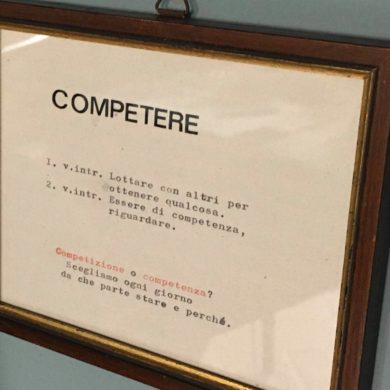 COMPETERE
1. v.intr. Lottare con altri per
ottenere qualcosa.
2. v.intr. Essere di competenza,
riguardare.
Competizione o competenza?
Scegliamo ogni giorno
da che parte stare e perché.